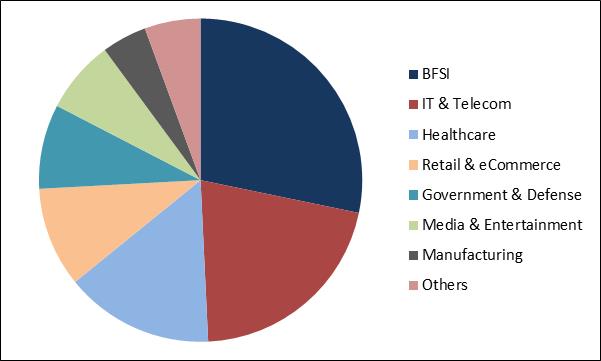 BFSI
IT & Telecom
Healthcare
Retail & eCommerce
Government & Defense
Media & Entertainment
Manufacturing
Others